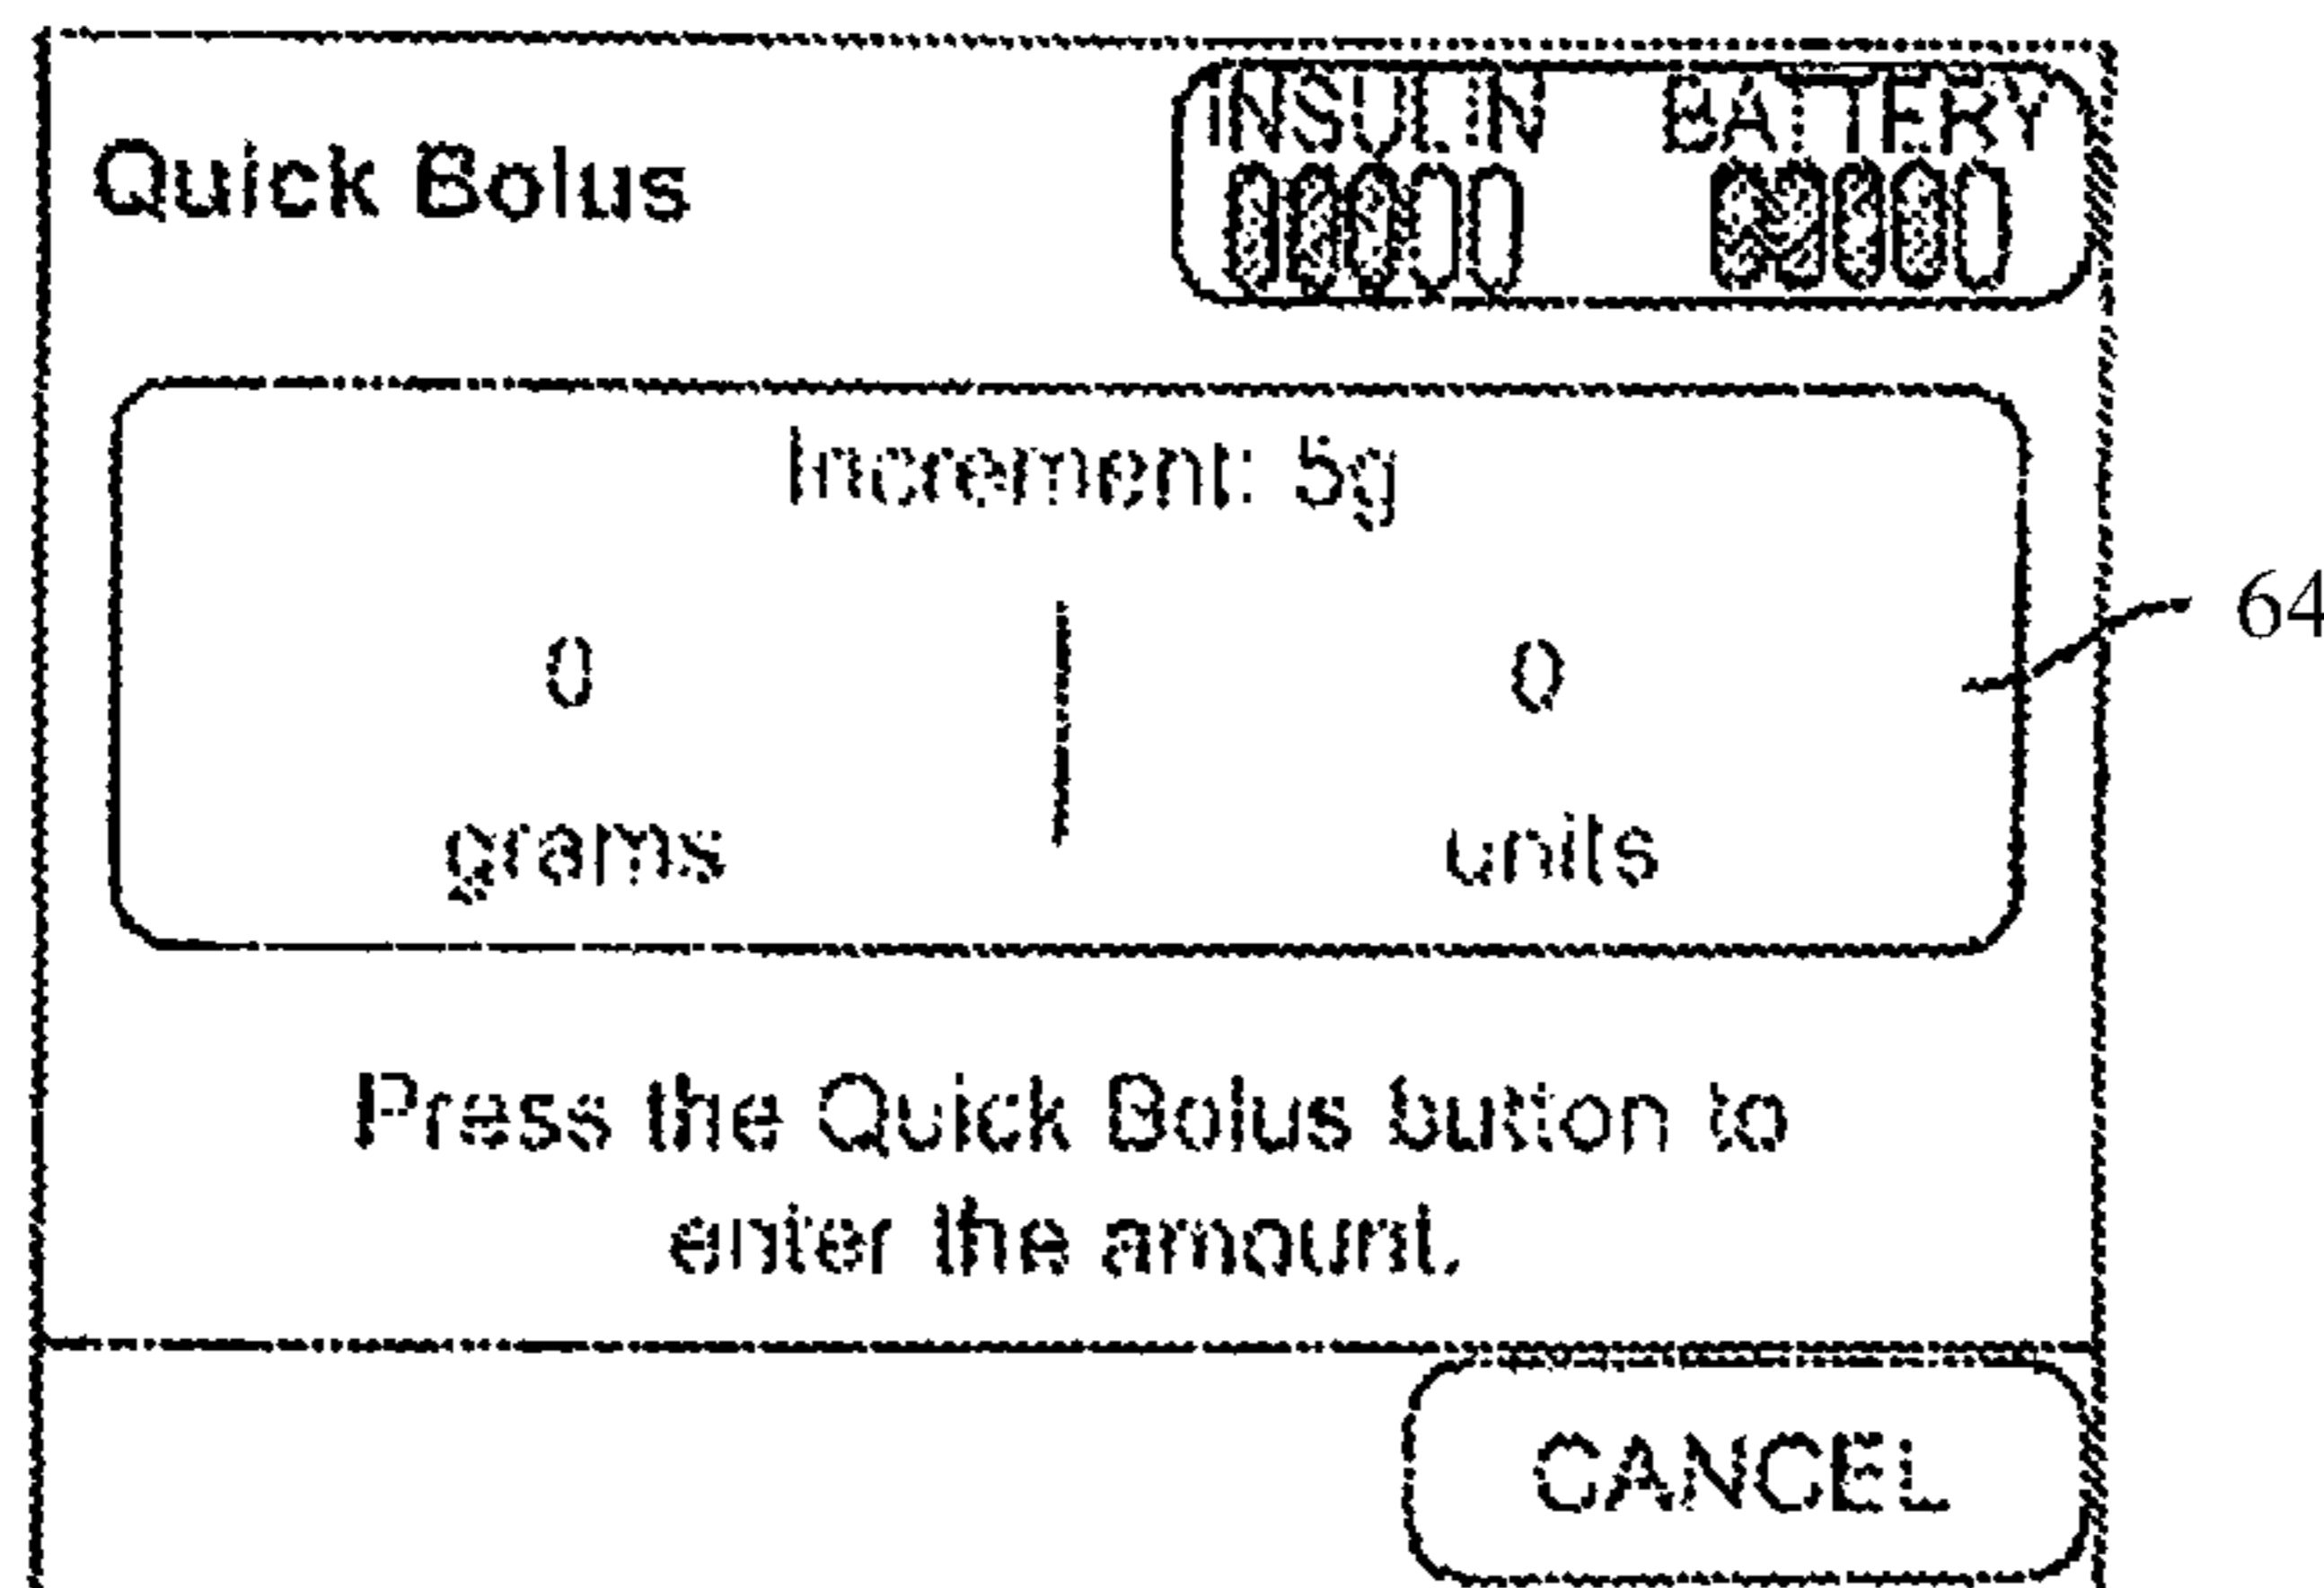 INSULIN BATTERY
Quick Bolus
Increment: 5g
0 0
grams units
64
Press the Quick Bolus button to
enter the amount.
CANCEL